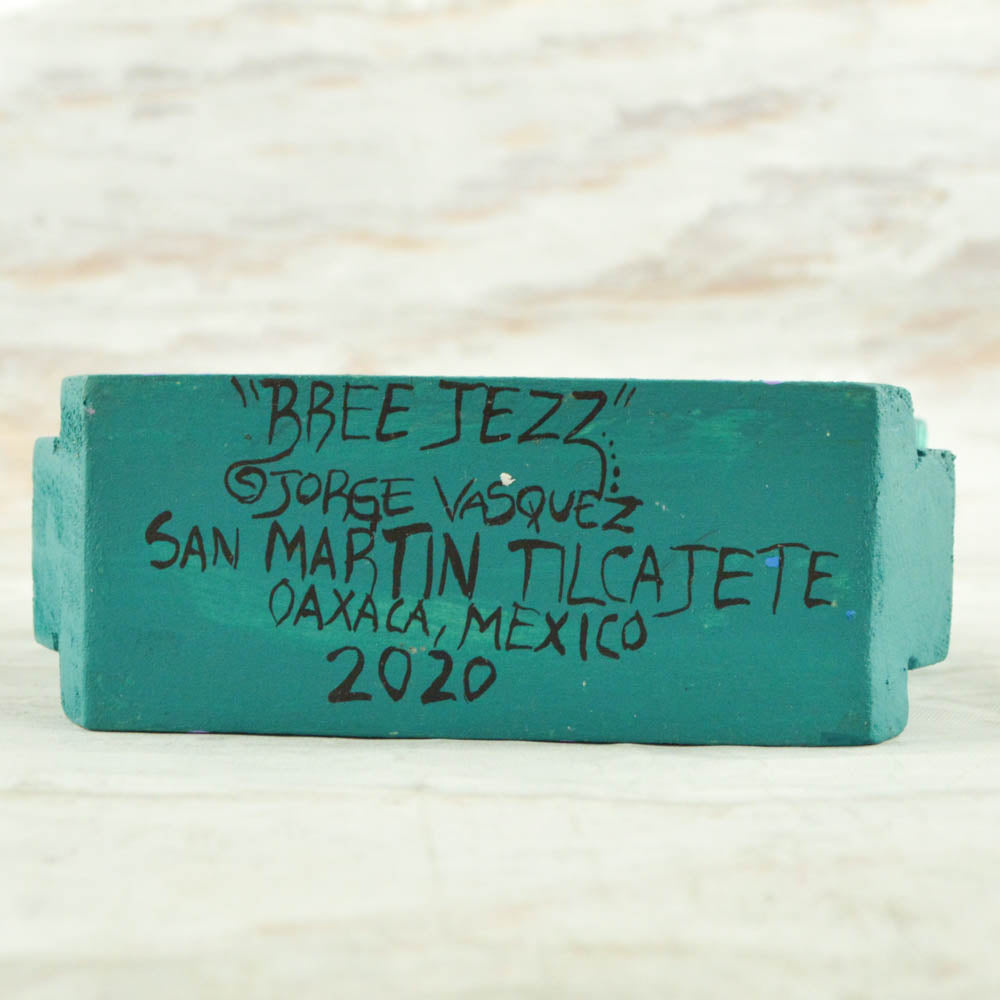 "BREE JEZZ"
©JORGE VASQUEZ
SAN MARTIN TILCAJETE
OAXACA, MEXICO
2020